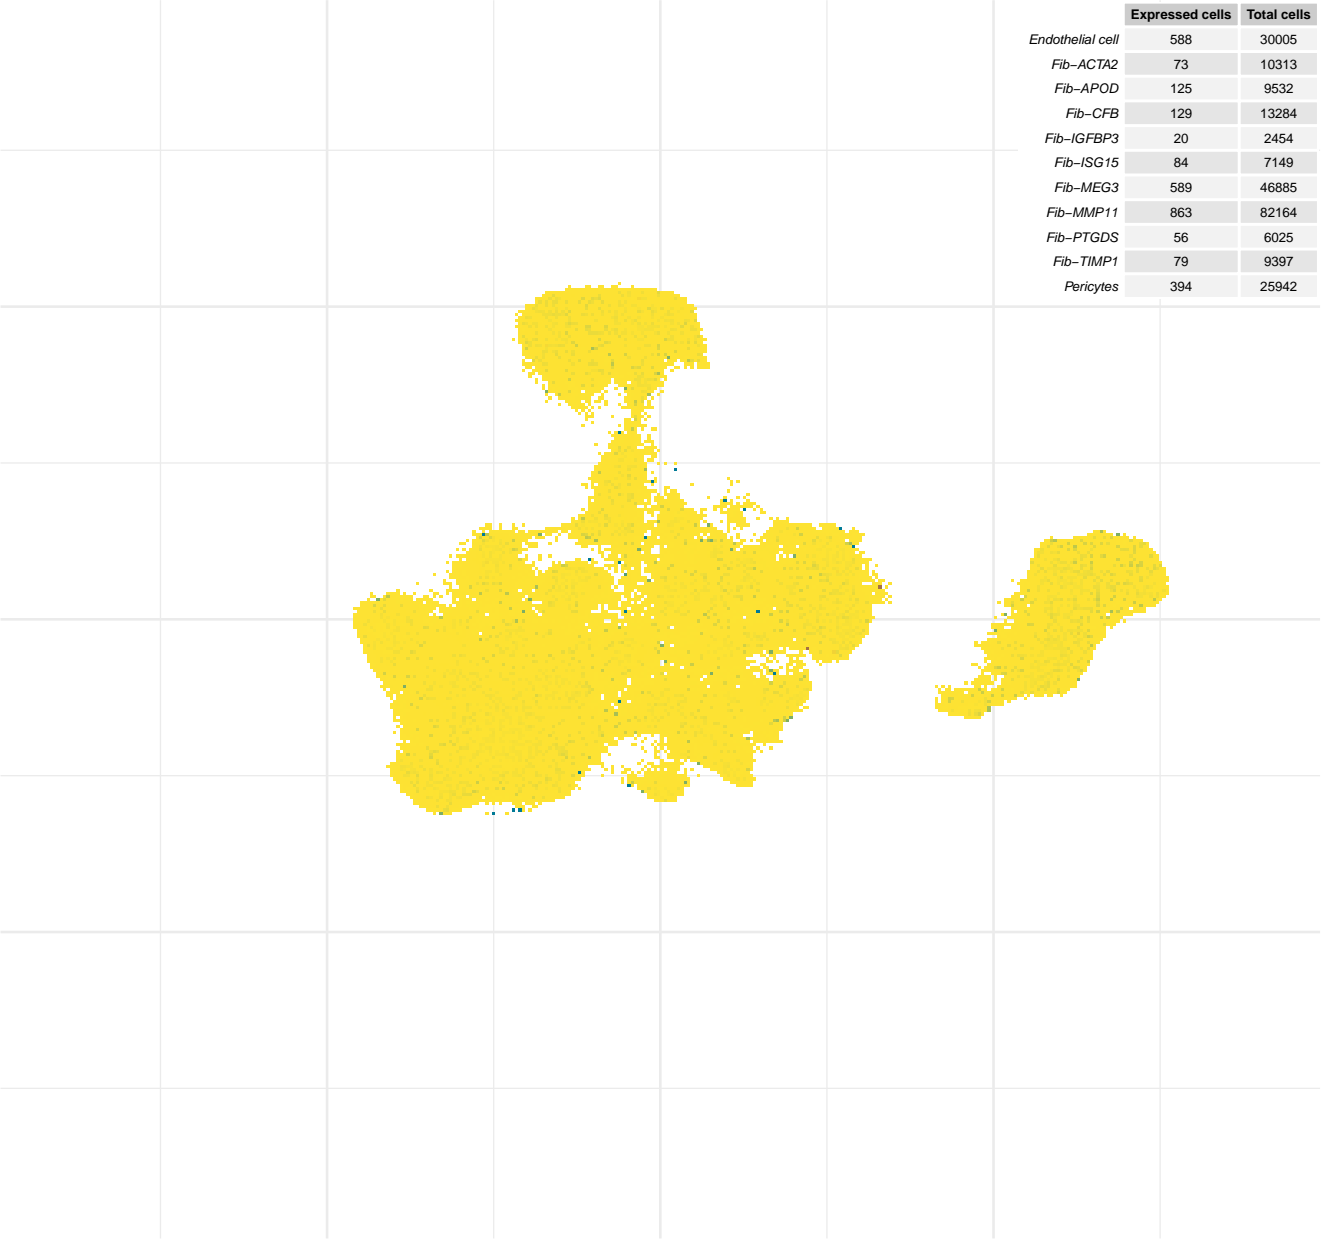 Expressed cells Total cells
Endothelial cell 588 30005
Fib−ACTA2 73 10313
Fib−APOD 125 9532
Fib−CFB 129 13284
Fib−IGFBP3 20 2454
Fib−ISG15 84 7149
Fib−MEG3 589 46885
Fib−MMP11 863 82164
Fib−PTGDS 56 6025
Fib−TIMP1 79 9397
Pericytes 394 25942